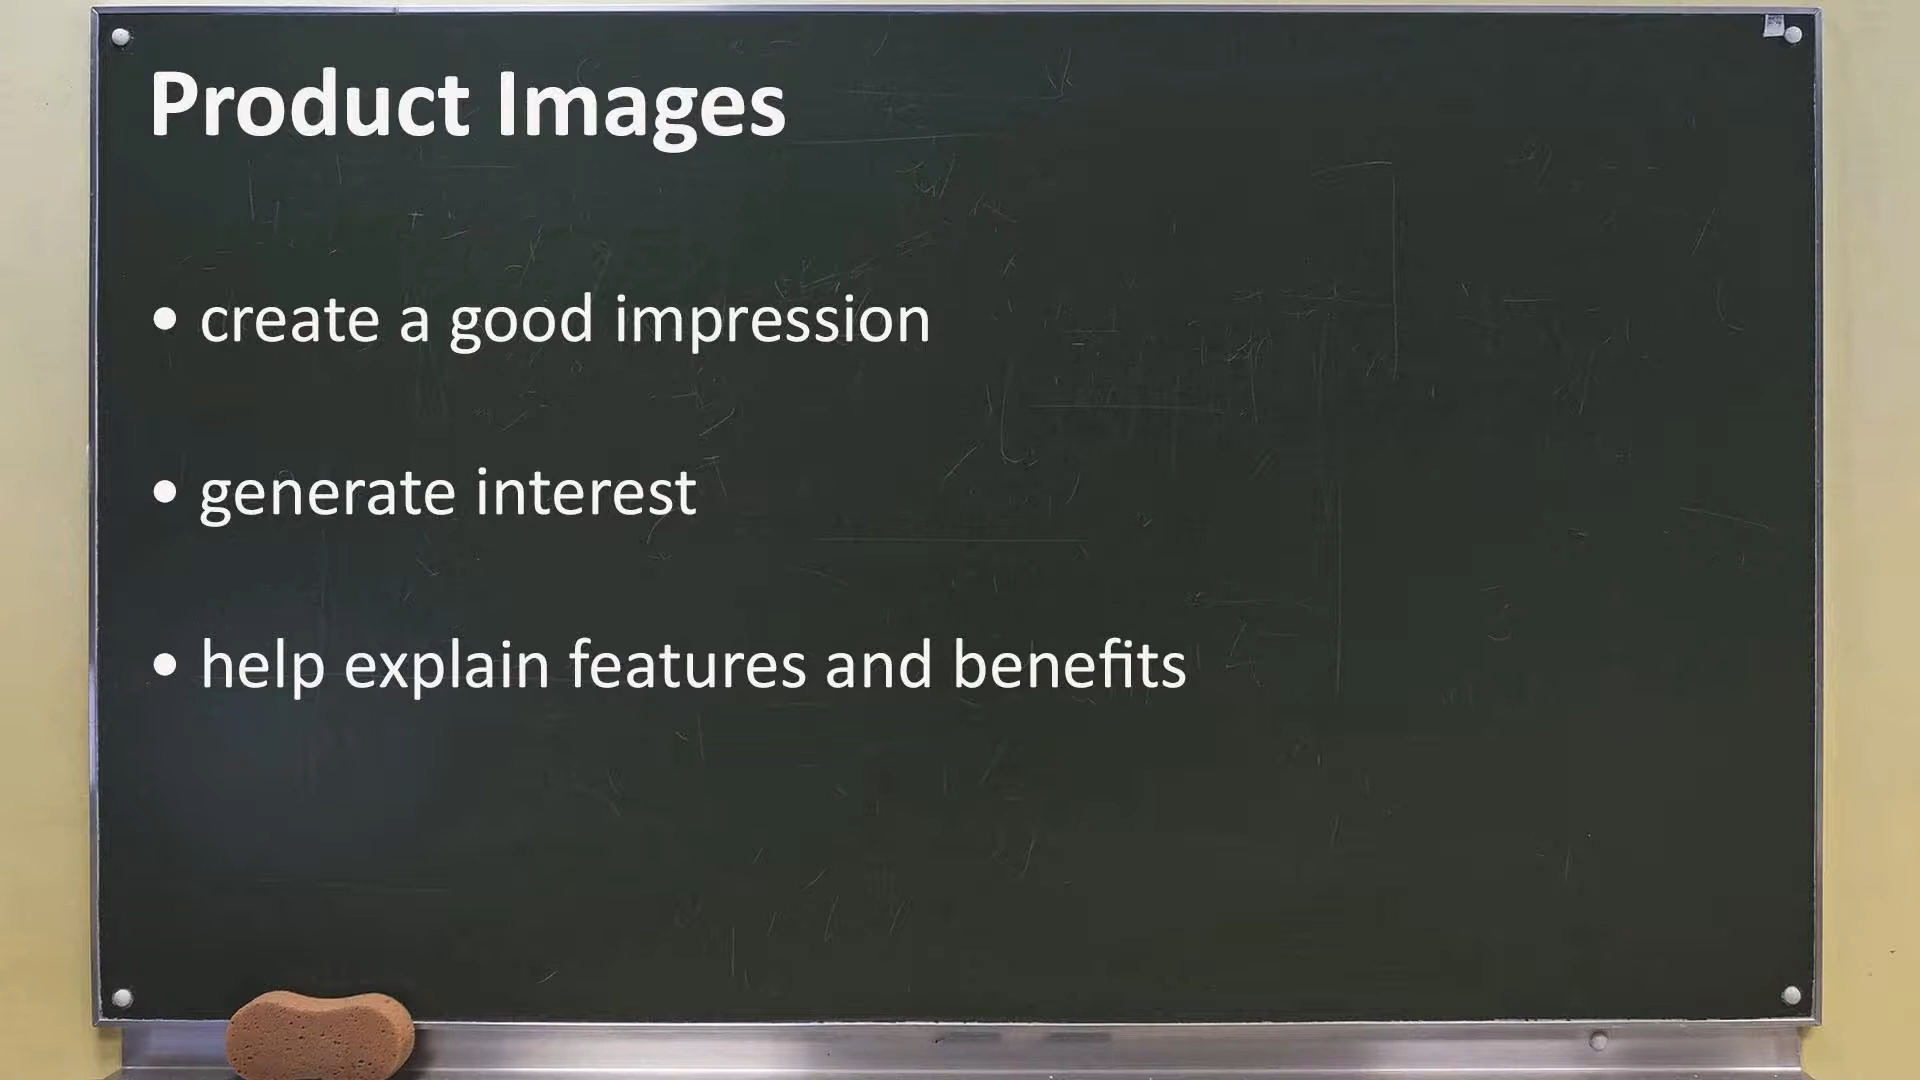 Product Images
• create a good impression
• generate interest
• help explain features and benefits